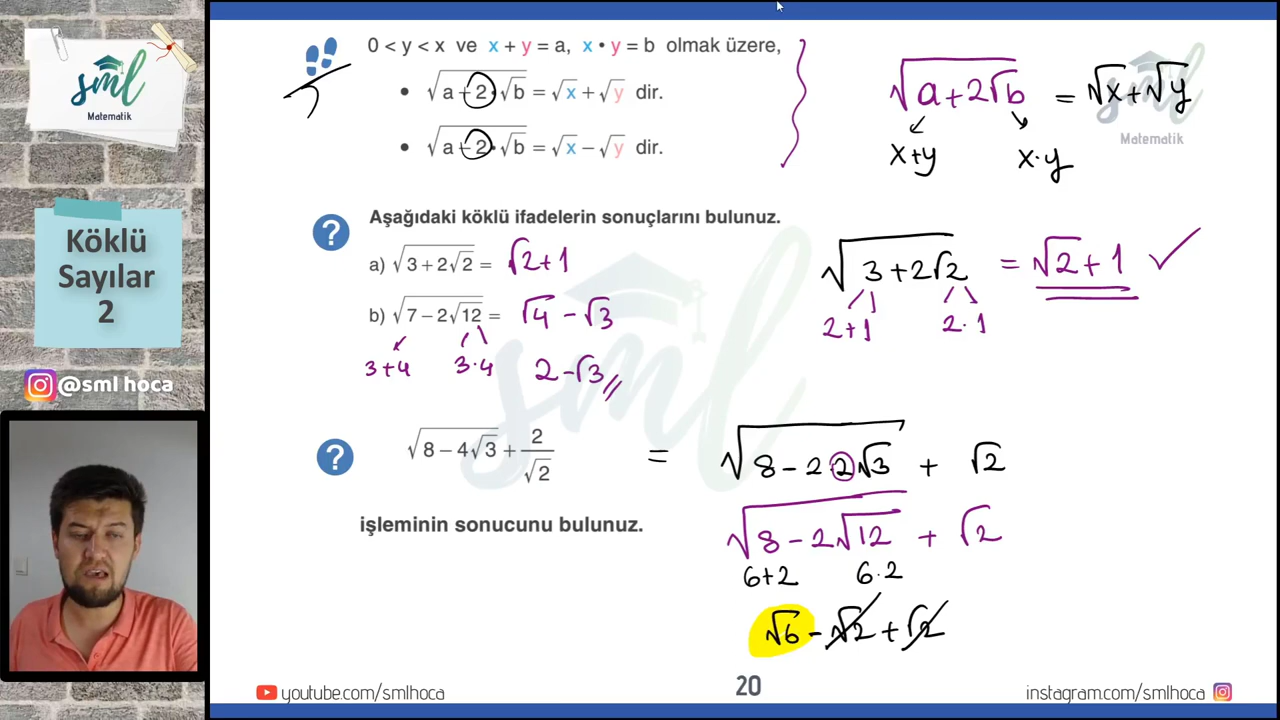 sml
Matematik
Köklü
Sayılar
2
@sml hoca
0 < y < x ve x + y = a, x • y = b olmak üzere,
• √(a + 2•√b) = √x + √y dir.
• √(a − 2•√b) = √x − √y dir.
√(a+2√b) = √x+√y
x+y x·y
sml
Matematik
? Aşağıdaki köklü ifadelerin sonuçlarını bulunuz.
a) √(3 + 2√2) = √2+1
b) √(7 − 2√12) = √4 − √3
3+4 3·4 2−√3
√(3+2√2) = √2+1
2+1 2·1
sml
? √(8 − 4√3) + 2/√2 = √(8−2·2√3) + √2
işleminin sonucunu bulunuz.
√(8−2√12) + √2
6+2 6·2
√6 − √2 + √2
youtube.com/smlhoca
20
instagram.com/smlhoca